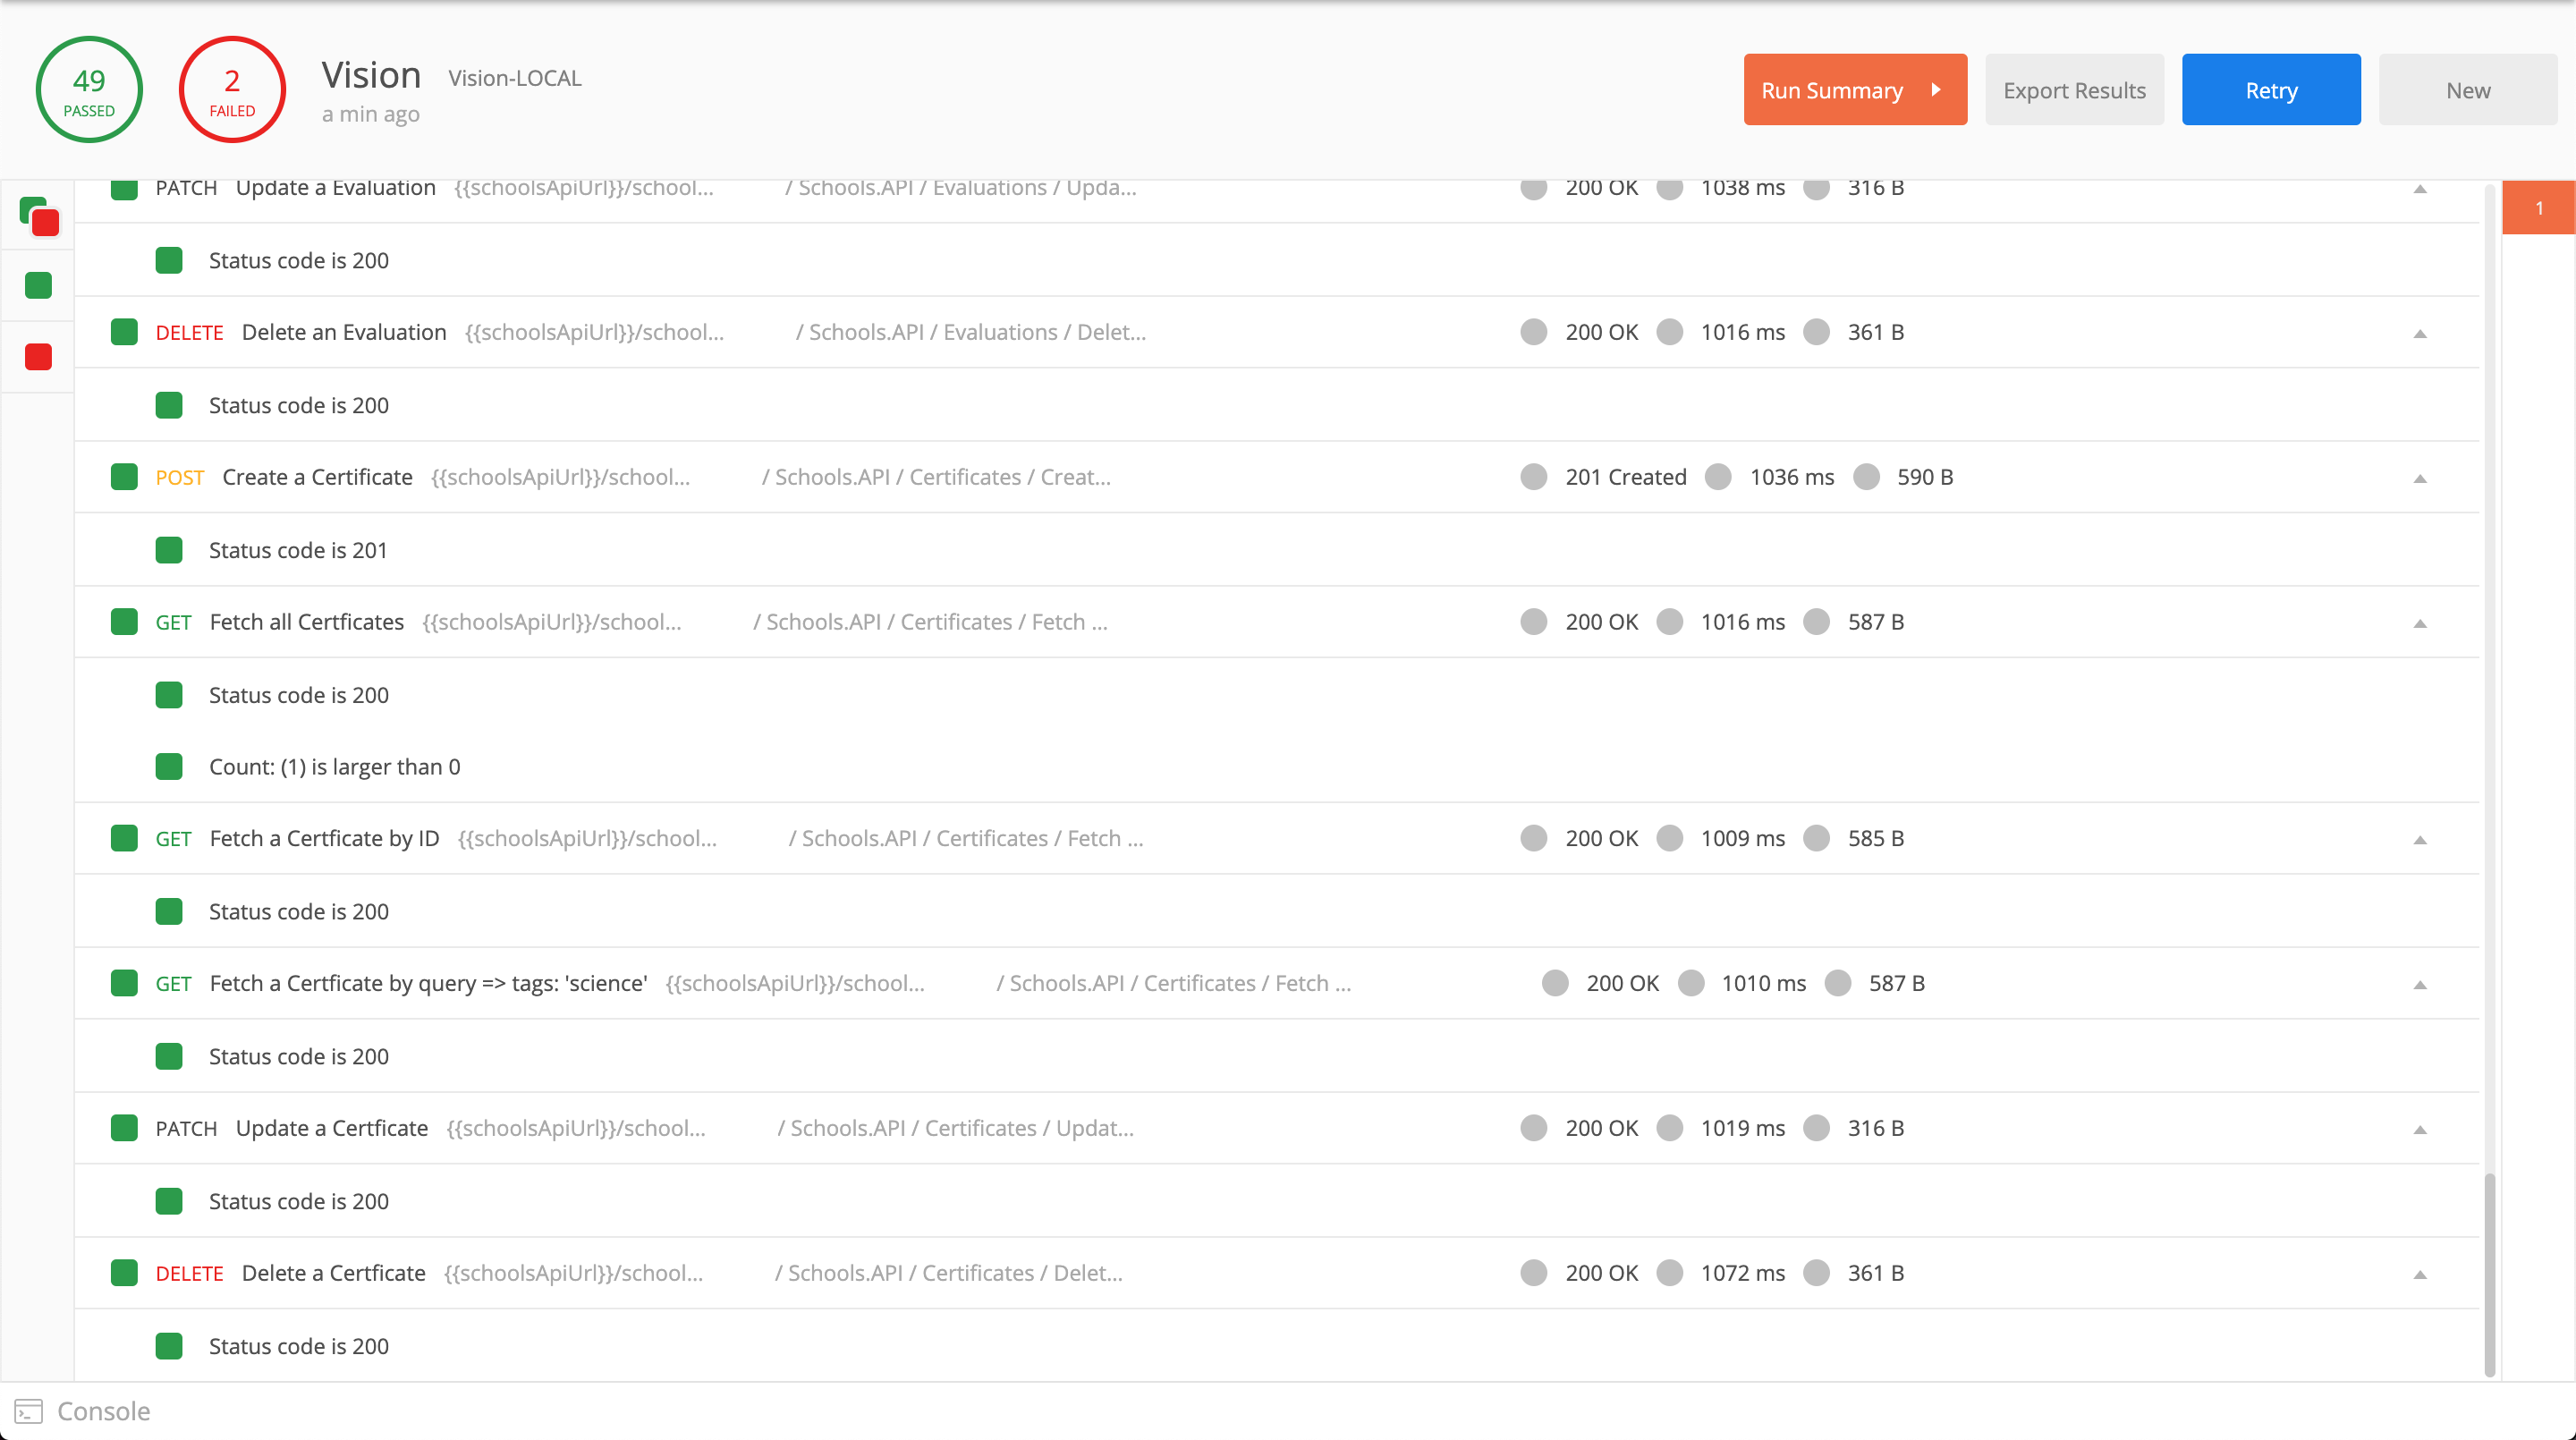 49 PASSED
2 FAILED
Vision Vision-LOCAL
a min ago
Run Summary
Export Results
Retry
New
PATCH Update a Evaluation {{schoolsApiUrl}}/school... / Schools.API / Evaluations / Upda... 200 OK 1038 ms 316 B
1
Status code is 200
DELETE Delete an Evaluation {{schoolsApiUrl}}/school... / Schools.API / Evaluations / Delet... 200 OK 1016 ms 361 B
Status code is 200
POST Create a Certificate {{schoolsApiUrl}}/school... / Schools.API / Certificates / Creat... 201 Created 1036 ms 590 B
Status code is 201
GET Fetch all Certficates {{schoolsApiUrl}}/school... / Schools.API / Certificates / Fetch ... 200 OK 1016 ms 587 B
Status code is 200
Count: (1) is larger than 0
GET Fetch a Certficate by ID {{schoolsApiUrl}}/school... / Schools.API / Certificates / Fetch ... 200 OK 1009 ms 585 B
Status code is 200
GET Fetch a Certficate by query => tags: 'science' {{schoolsApiUrl}}/school... / Schools.API / Certificates / Fetch ... 200 OK 1010 ms 587 B
Status code is 200
PATCH Update a Certficate {{schoolsApiUrl}}/school... / Schools.API / Certificates / Updat... 200 OK 1019 ms 316 B
Status code is 200
DELETE Delete a Certficate {{schoolsApiUrl}}/school... / Schools.API / Certificates / Delet... 200 OK 1072 ms 361 B
Status code is 200
Console